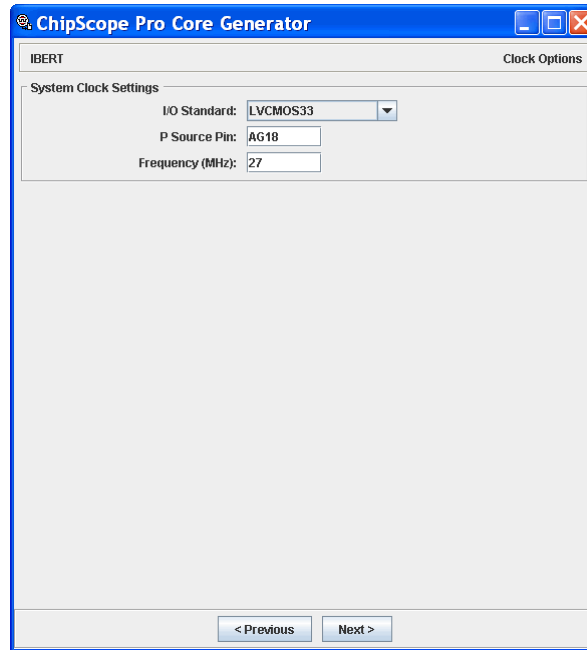 ChipScope Pro Core Generator
IBERT Clock Options
System Clock Settings
I/O Standard: LVCMOS33
P Source Pin: AG18
Frequency (MHz): 27
< Previous Next >